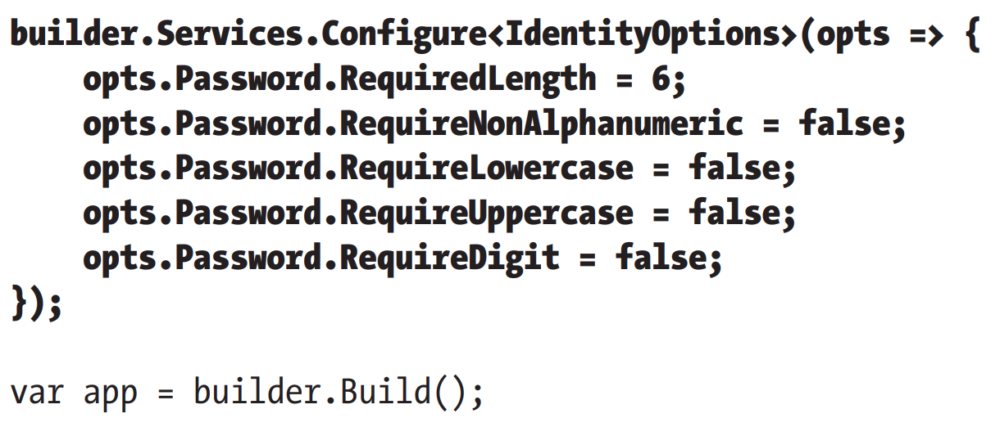 builder.Services.Configure<IdentityOptions>(opts => {
    opts.Password.RequiredLength = 6;
    opts.Password.RequireNonAlphanumeric = false;
    opts.Password.RequireLowercase = false;
    opts.Password.RequireUppercase = false;
    opts.Password.RequireDigit = false;
});

var app = builder.Build();